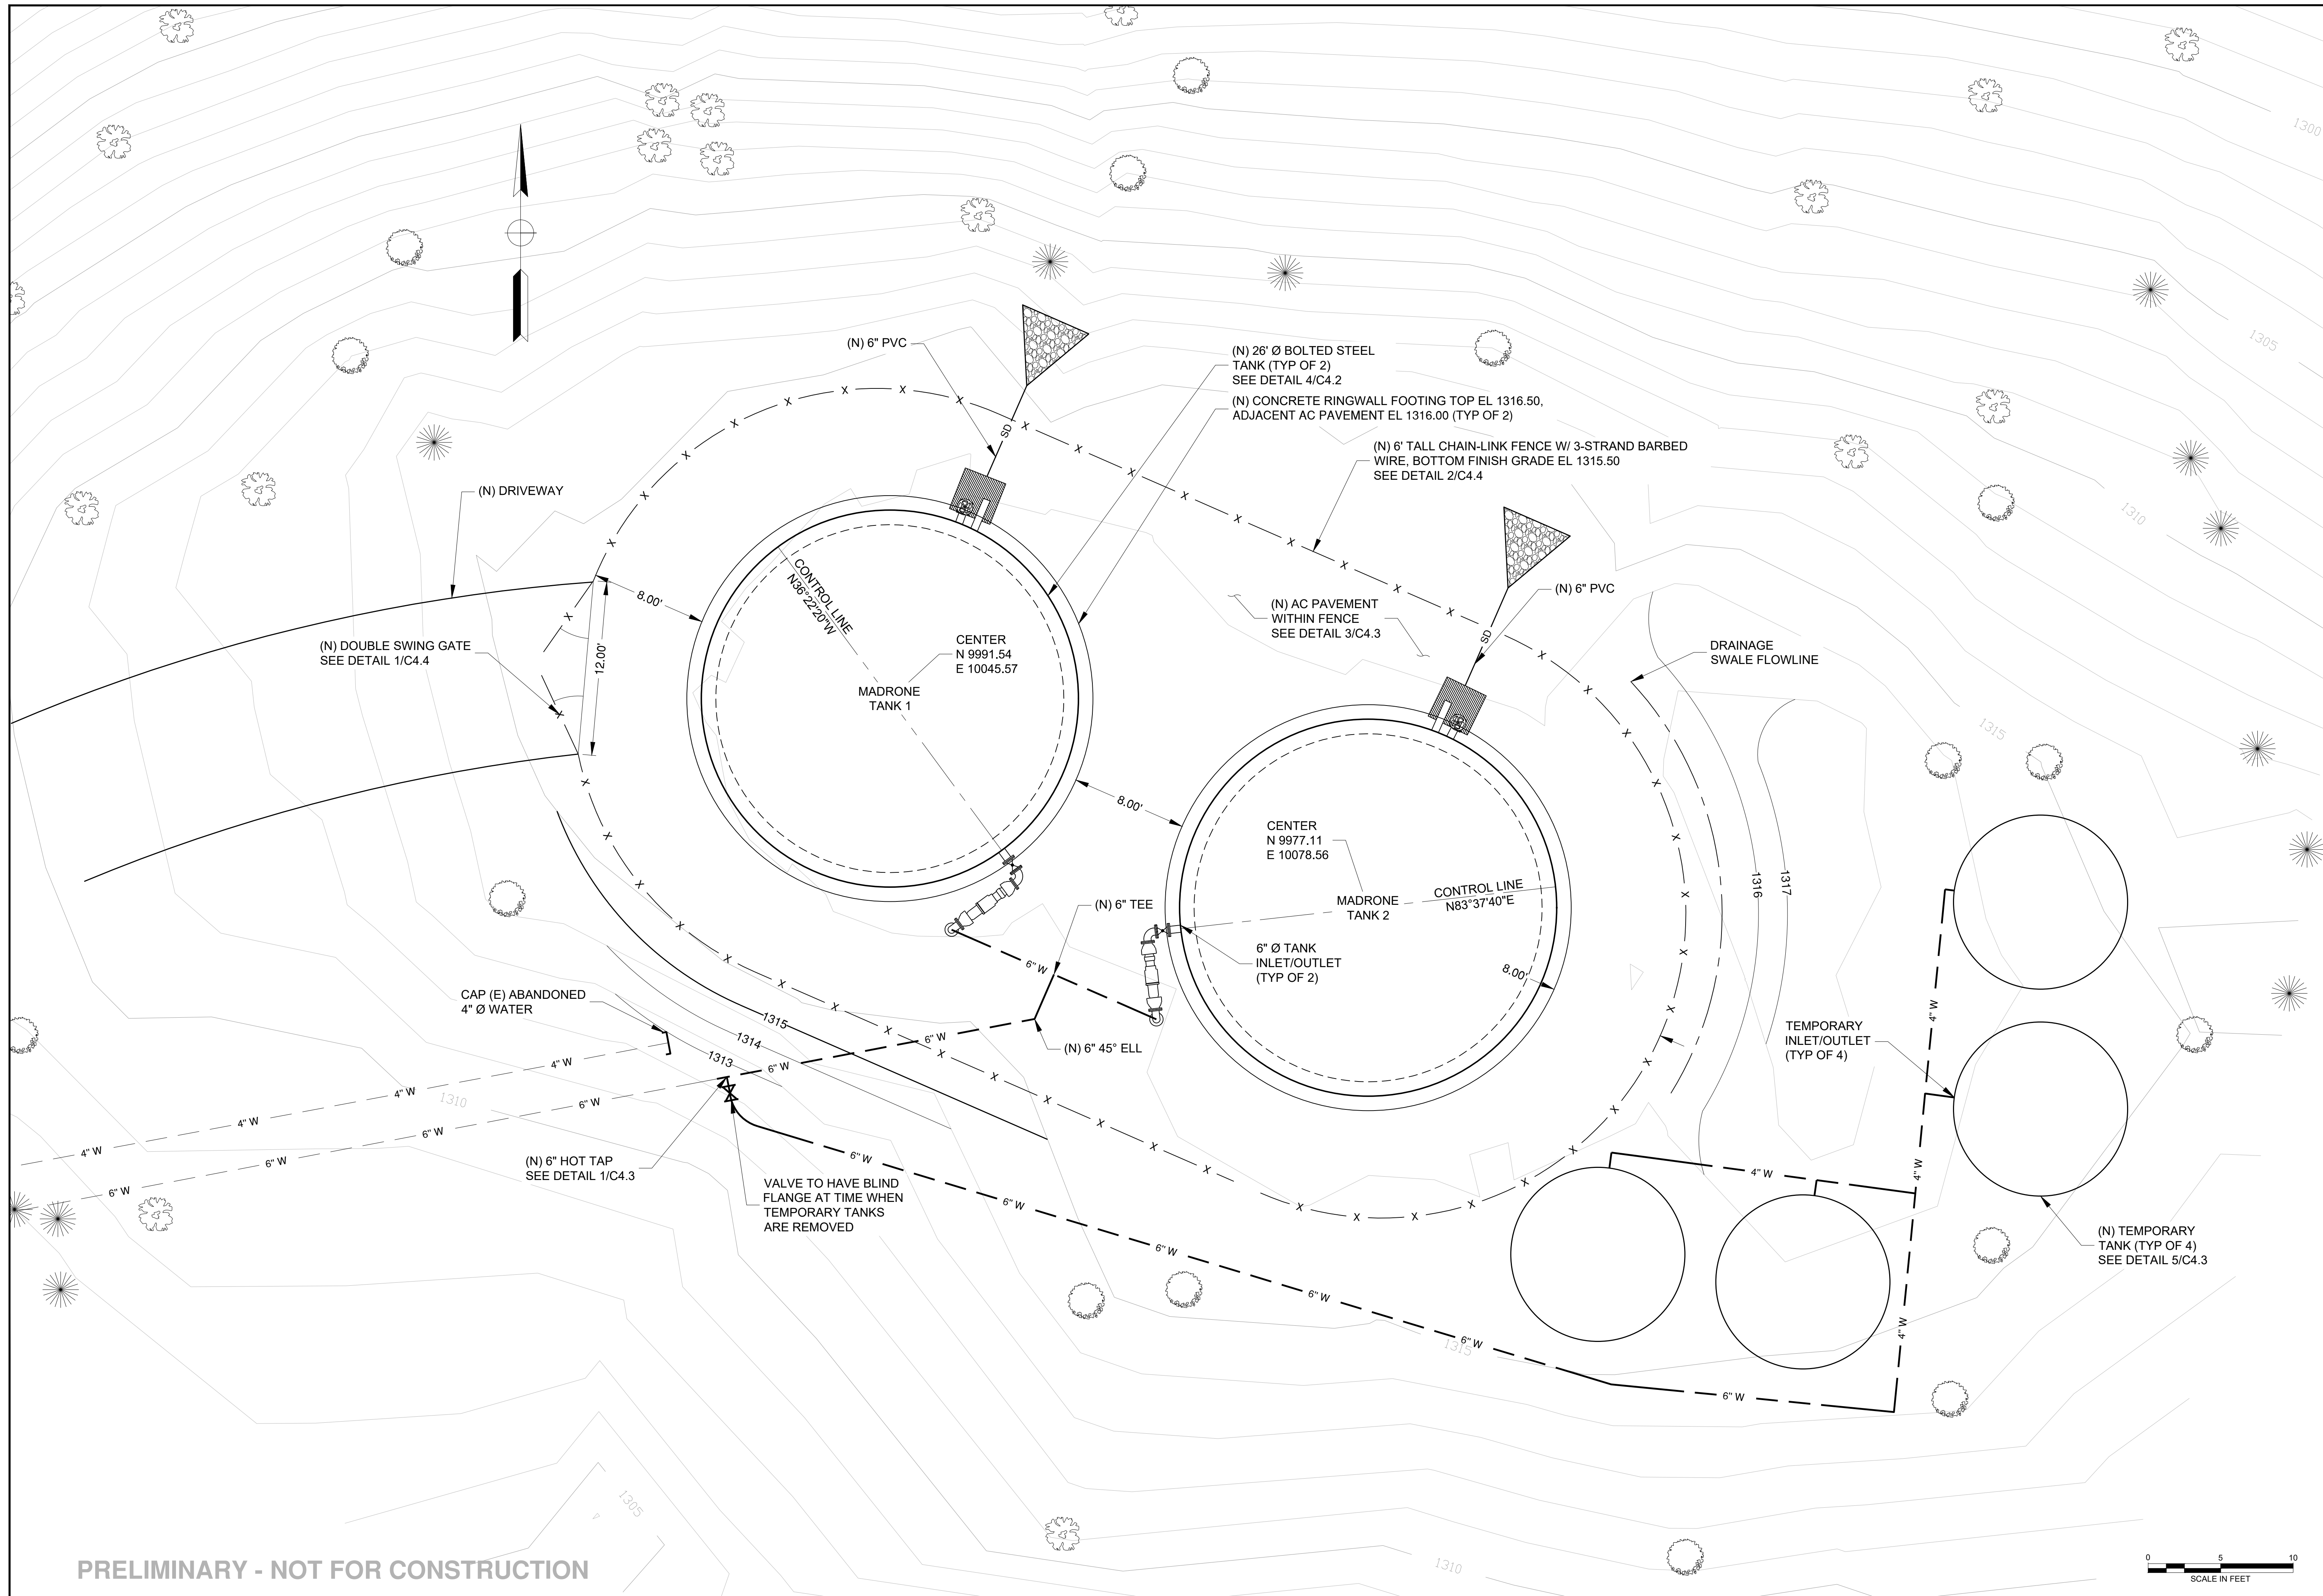 1300
1305
(N) 6" PVC
(N) 26' Ø BOLTED STEEL
TANK (TYP OF 2)
SEE DETAIL 4/C4.2
(N) CONCRETE RINGWALL FOOTING TOP EL 1316.50,
ADJACENT AC PAVEMENT EL 1316.00 (TYP OF 2)
(N) 6' TALL CHAIN-LINK FENCE W/ 3-STRAND BARBED
WIRE, BOTTOM FINISH GRADE EL 1315.50
SEE DETAIL 2/C4.4
SD
1310
(N) DRIVEWAY
8.00'
12.00'
(N) DOUBLE SWING GATE
SEE DETAIL 1/C4.4
CONTROL LINE
N36°22'20"W
CENTER
N 9991.54
E 10045.57
MADRONE
TANK 1
(N) AC PAVEMENT
WITHIN FENCE
SEE DETAIL 3/C4.3
(N) 6" PVC
SD
DRAINAGE
SWALE FLOWLINE
1315
8.00'
CENTER
N 9977.11
E 10078.56
MADRONE
TANK 2
CONTROL LINE
N83°37'40"E
1316
1317
(N) 6" TEE
6" Ø TANK
INLET/OUTLET
(TYP OF 2)
8.00'
6" W
CAP (E) ABANDONED
4" Ø WATER
1315
1314
1313
6" W
6" W
(N) 6" 45° ELL
TEMPORARY
INLET/OUTLET
(TYP OF 4)
4" W
4" W
4" W
4" W
4" W
1310
6" W
6" W
6" W
6" W
(N) 6" HOT TAP
SEE DETAIL 1/C4.3
VALVE TO HAVE BLIND
FLANGE AT TIME WHEN
TEMPORARY TANKS
ARE REMOVED
6" W
6" W
6" W
6" W
6" W
6" W
4" W
4" W
4" W
(N) TEMPORARY
TANK (TYP OF 4)
SEE DETAIL 5/C4.3
1315
1305
1310
PRELIMINARY - NOT FOR CONSTRUCTION
0 5 10
SCALE IN FEET